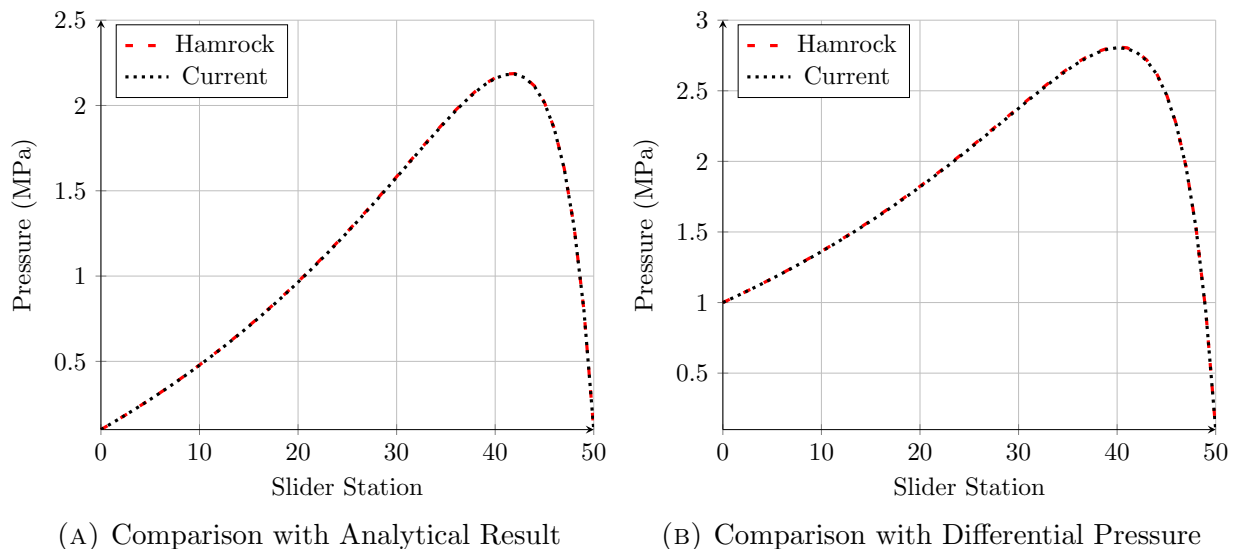 2.5
2
1.5
1
0.5
0 10 20 30 40 50
Pressure (MPa)
Slider Station
Hamrock
Current
(A) Comparison with Analytical Result
3
2.5
2
1.5
1
0.5
0 10 20 30 40 50
Pressure (MPa)
Slider Station
Hamrock
Current
(B) Comparison with Differential Pressure